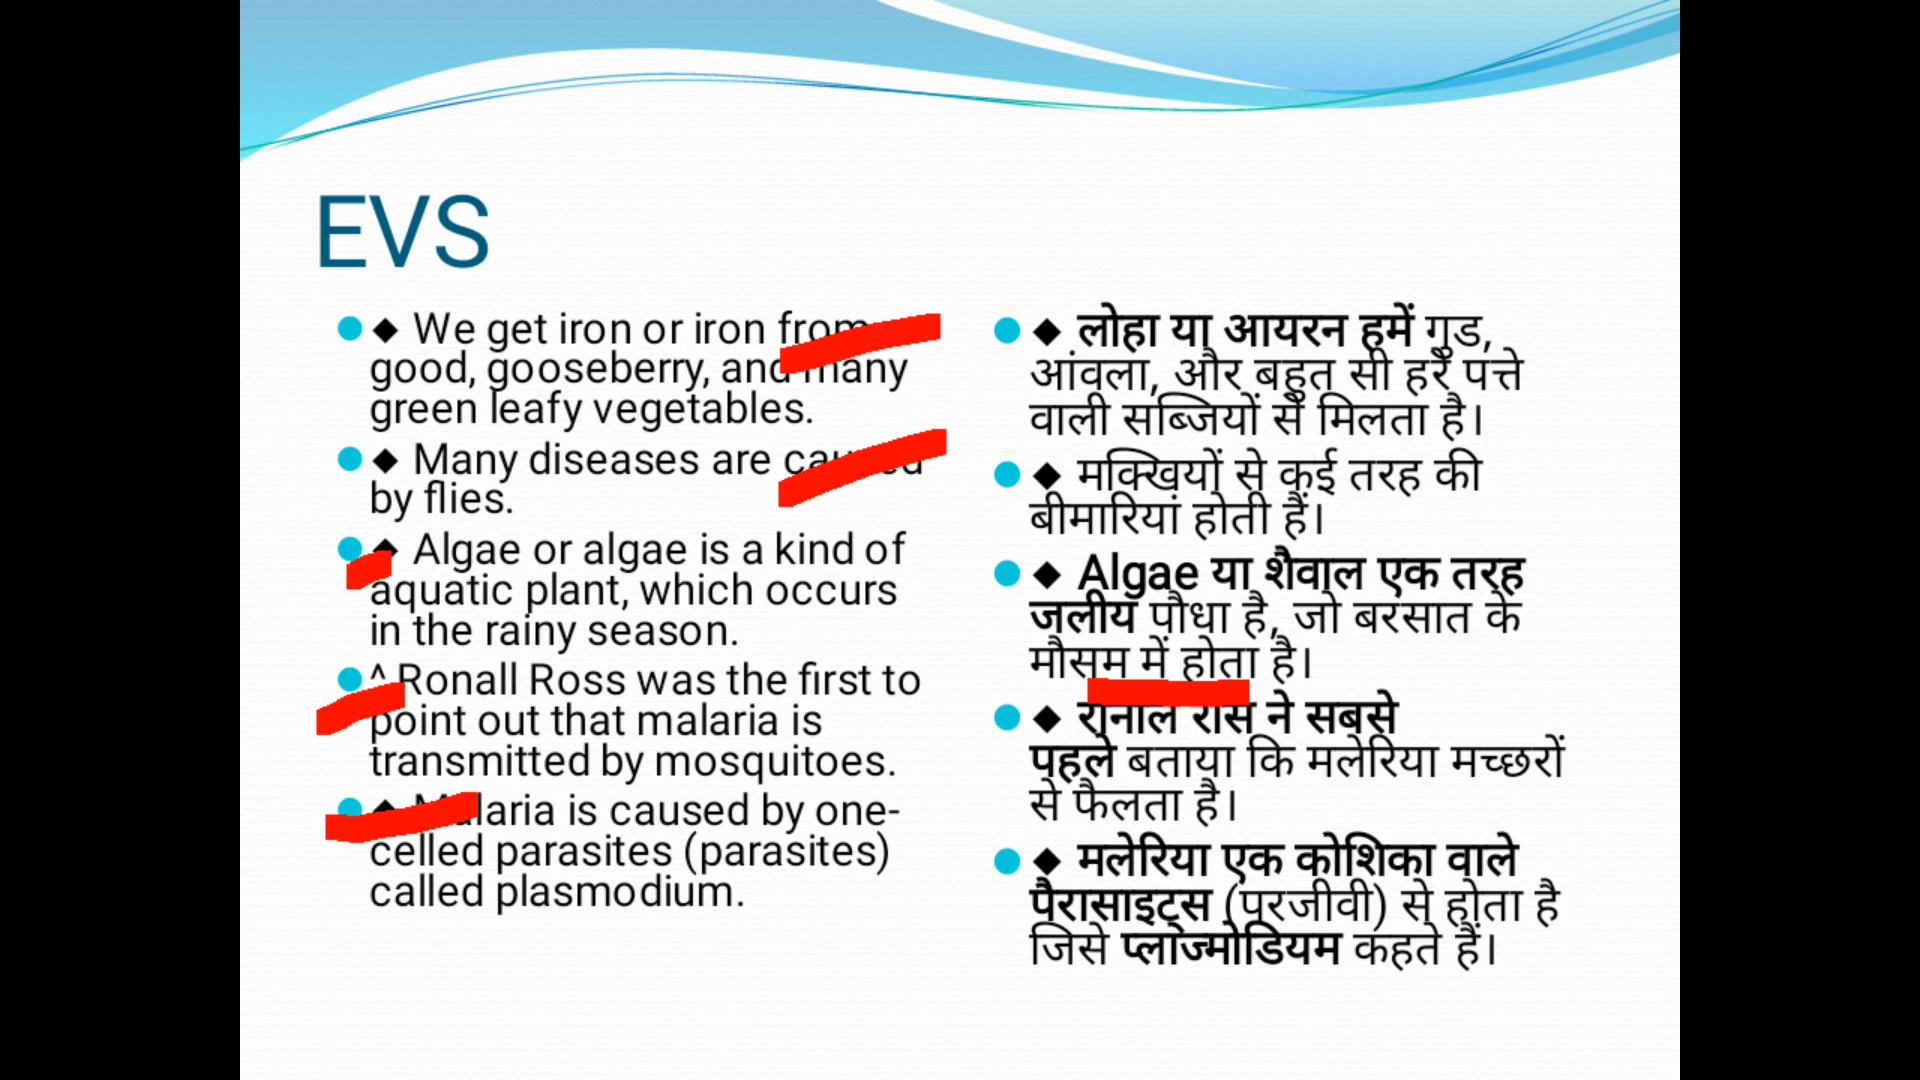 EVS
◆ We get iron or iron from
good, gooseberry, and many
green leafy vegetables.
◆ Many diseases are caused
by flies.
◆ Algae or algae is a kind of
aquatic plant, which occurs
in the rainy season.
^ Ronall Ross was the first to
point out that malaria is
transmitted by mosquitoes.
◆ Malaria is caused by one-
celled parasites (parasites)
called plasmodium.
◆ लोहा या आयरन हमें गुड,
आंवला, और बहुत सी हरे पत्ते
वाली सब्जियों से मिलता है।
◆ मक्खियों से कई तरह की
बीमारियां होती हैं।
◆ Algae या शैवाल एक तरह
जलीय पौधा है, जो बरसात के
मौसम में होता है।
◆ रोनाल रॉस ने सबसे
पहले बताया कि मलेरिया मच्छरों
से फैलता है।
◆ मलेरिया एक कोशिका वाले
पैरासाइट्स (परजीवी) से होता है
जिसे प्लाज्मोडियम कहते हैं।